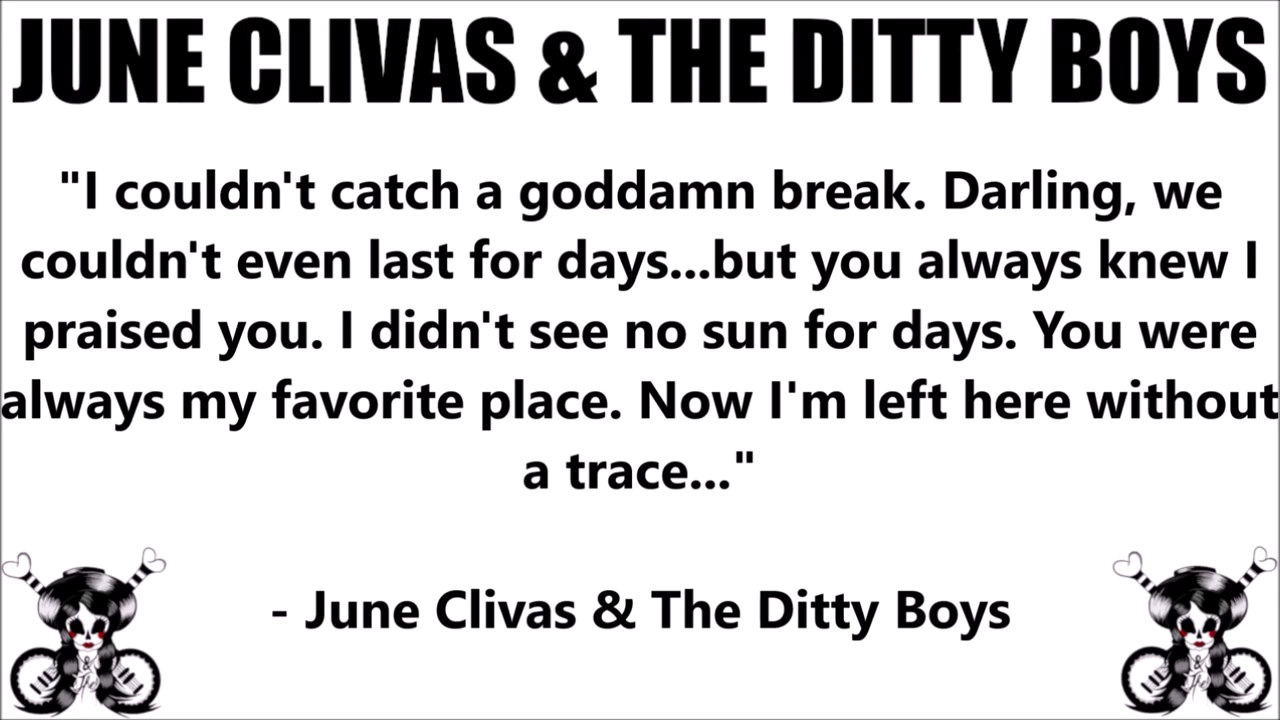 JUNE CLIVAS & THE DITTY BOYS
"I couldn't catch a goddamn break. Darling, we
couldn't even last for days...but you always knew I
praised you. I didn't see no sun for days. You were
always my favorite place. Now I'm left here without
a trace..."
- June Clivas & The Ditty Boys